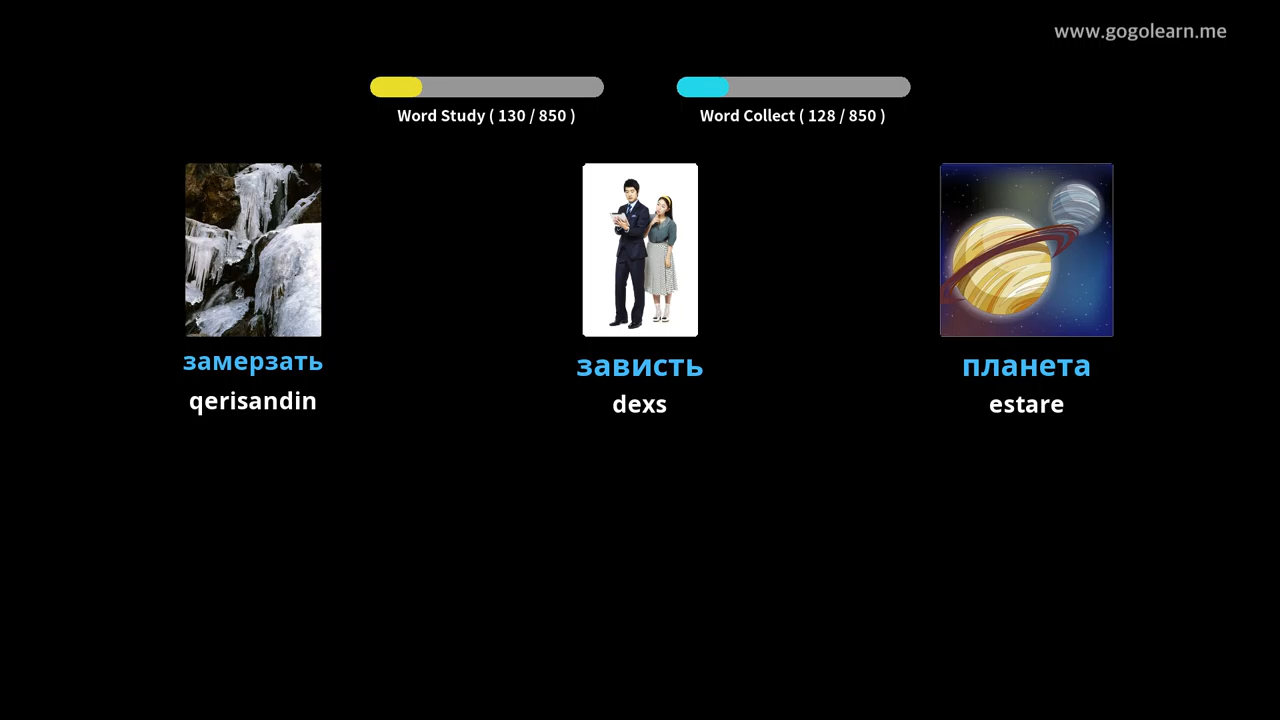 www.gogolearn.me
Word Study ( 130 / 850 )
Word Collect ( 128 / 850 )
замерзать
зависть
планета
qerisandin
dexs
estare